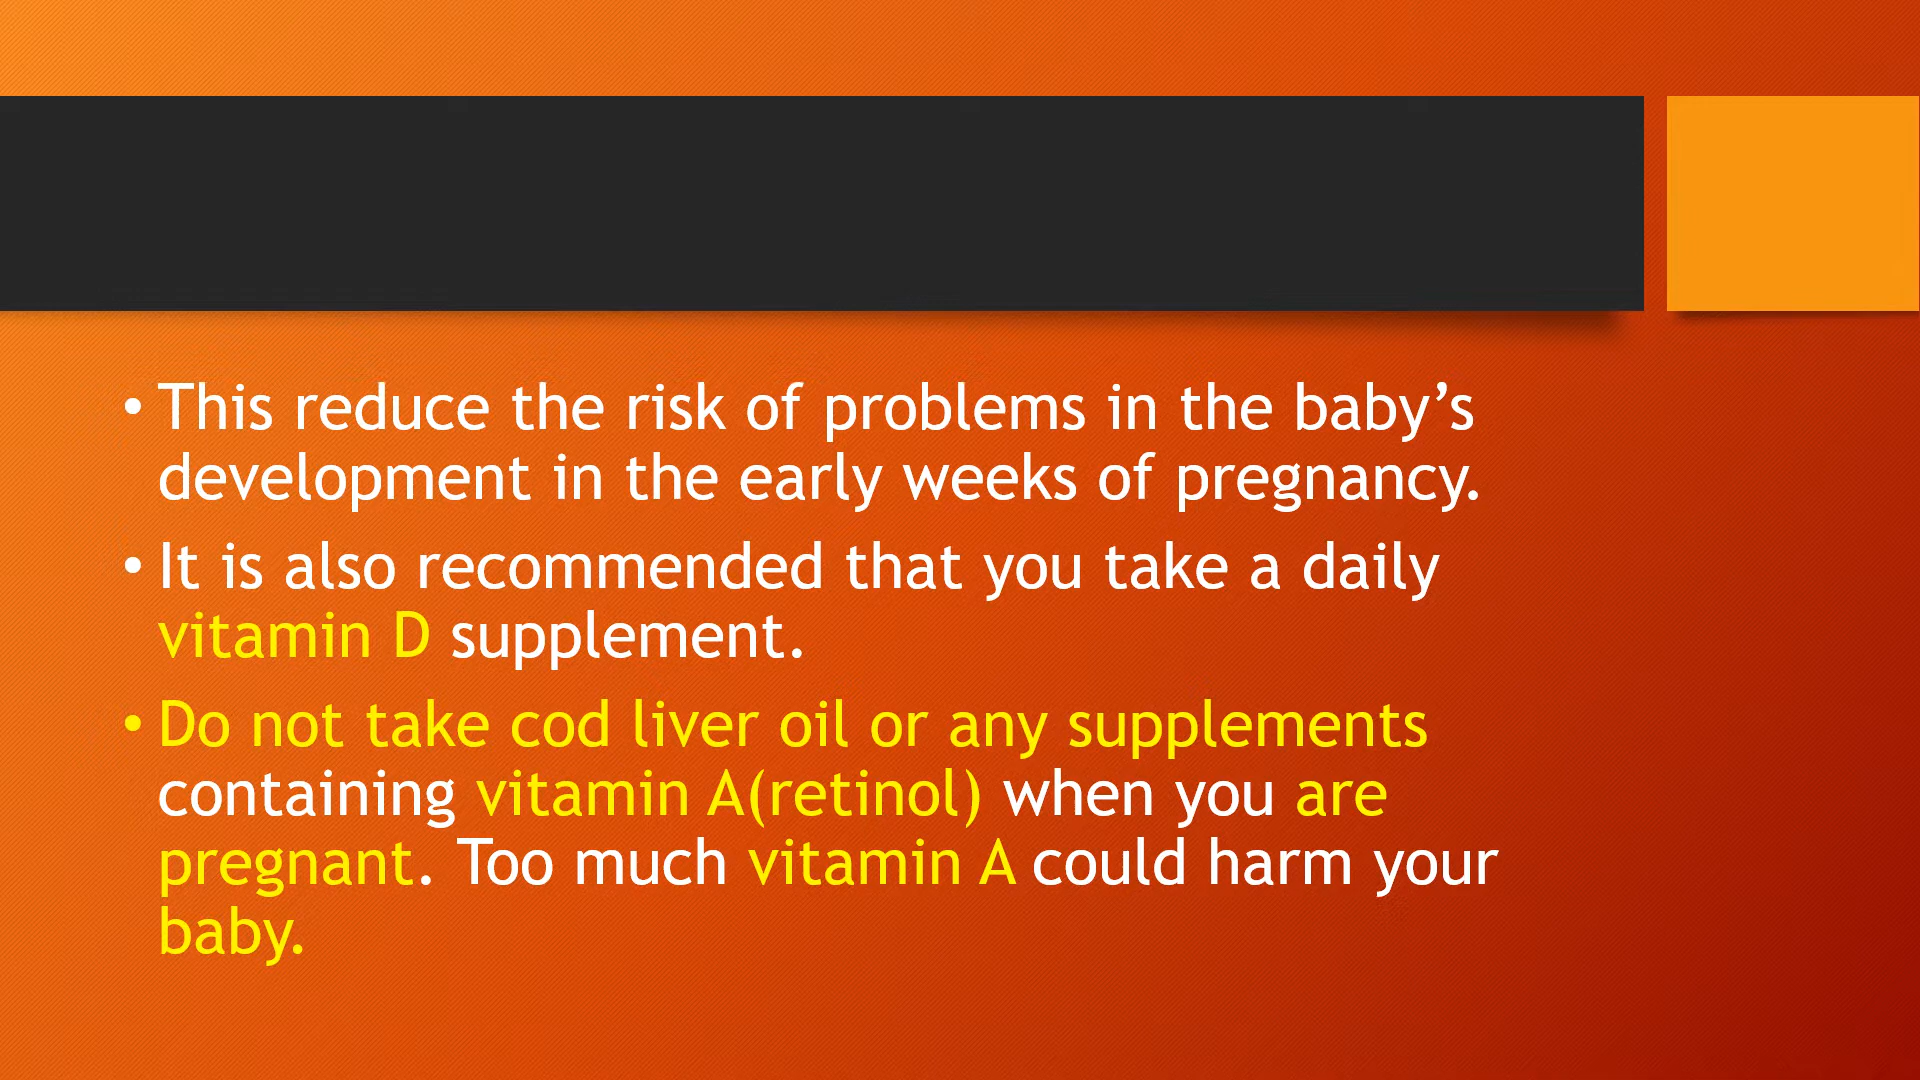 • This reduce the risk of problems in the baby’s
development in the early weeks of pregnancy.
• It is also recommended that you take a daily
vitamin D supplement.
• Do not take cod liver oil or any supplements
containing vitamin A(retinol) when you are
pregnant. Too much vitamin A could harm your
baby.